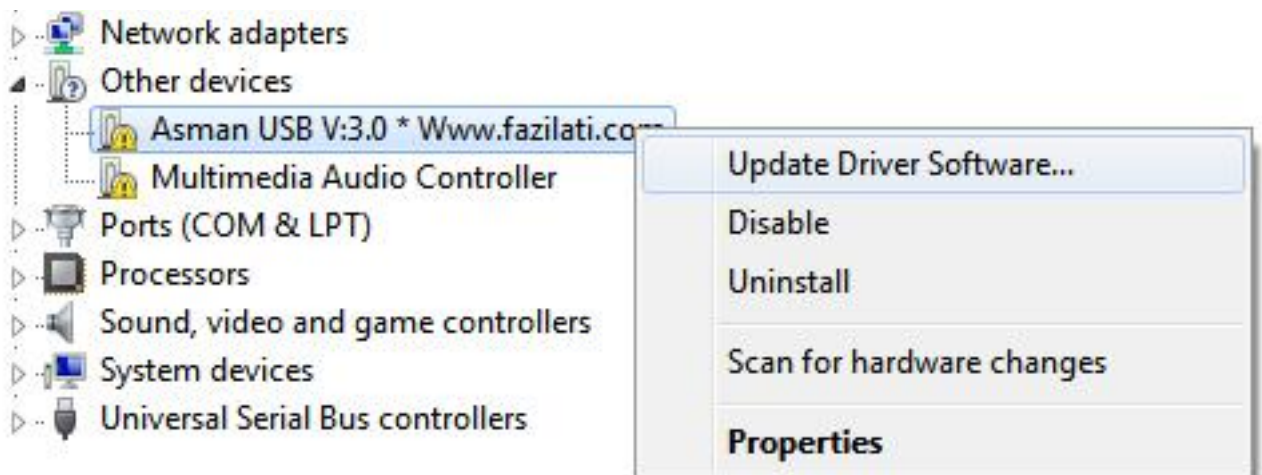 Network adapters
Other devices
Asman USB V:3.0 * Www.fazilati.com
Multimedia Audio Controller
Ports (COM & LPT)
Processors
Sound, video and game controllers
System devices
Universal Serial Bus controllers
Update Driver Software...
Disable
Uninstall
Scan for hardware changes
Properties